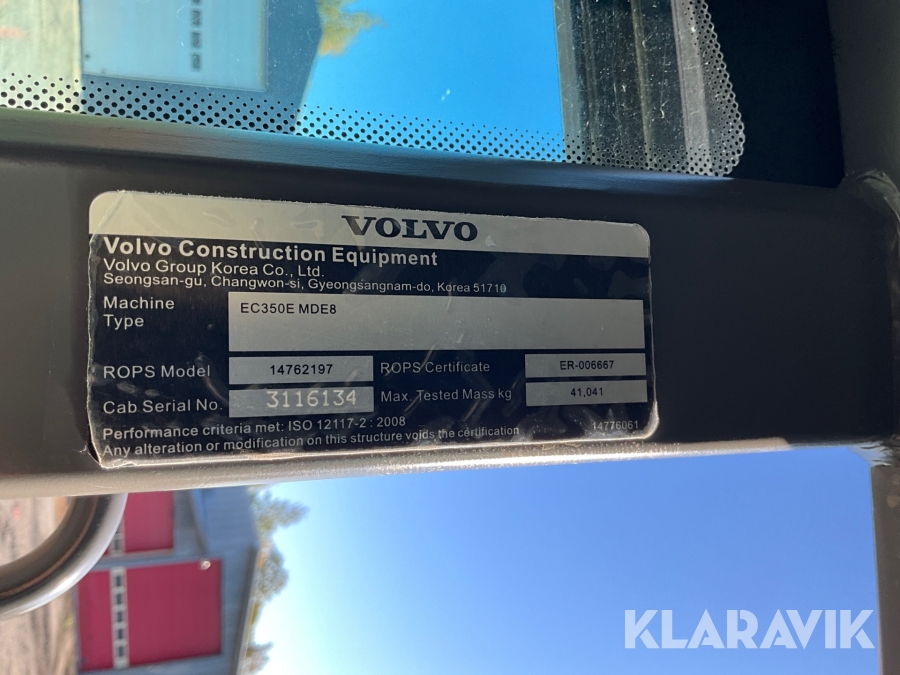 VOLVO
Volvo Construction Equipment
Volvo Group Korea Co., Ltd.
Seongsan-gu, Changwon-si, Gyeongsangnam-do, Korea 51710
Machine Type EC350E MDE8
ROPS Model 14762197 ROPS Certificate ER-006667
Cab Serial No. 3116134 Max. Tested Mass kg 41,041
Performance criteria met: ISO 12117-2 : 2008
Any alteration or modification on this structure voids the certification 14776061
KLARAVIK